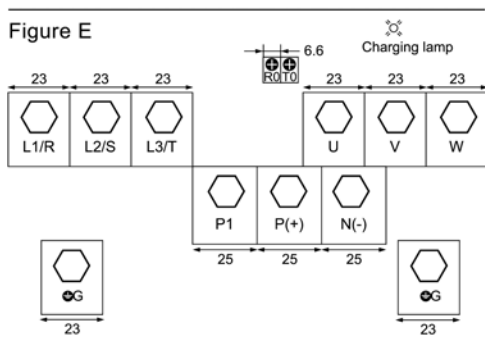 Figure E
Charging lamp
6.6
R0 T0
23 23 23 23 23 23
L1/R L2/S L3/T U V W
P1 P(+) N(-)
25 25 25
G G
23 23